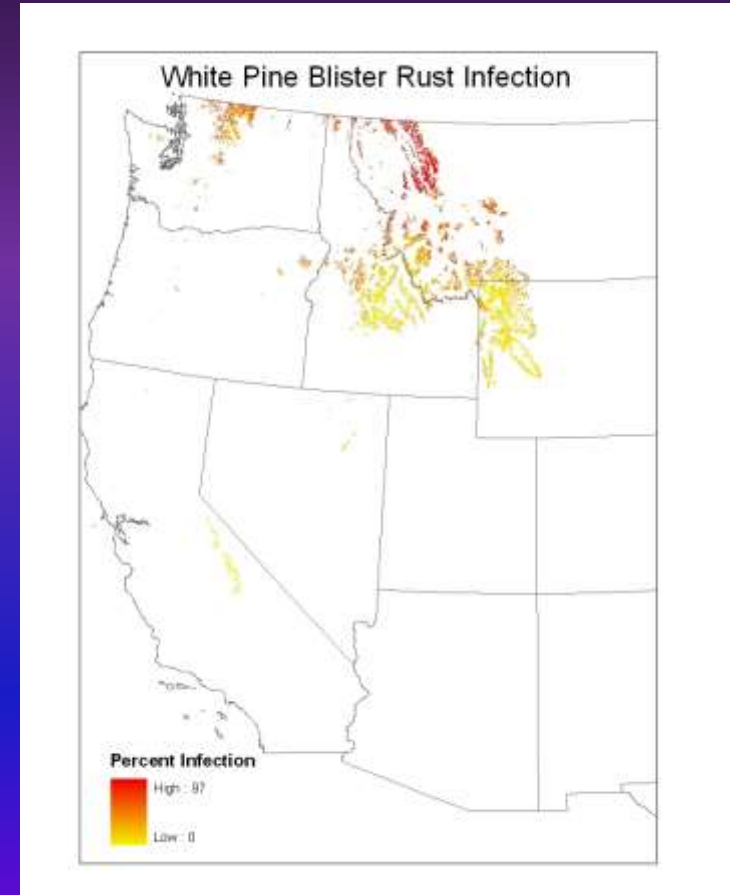 White Pine Blister Rust Infection
Percent Infection
High : 97
Low : 0